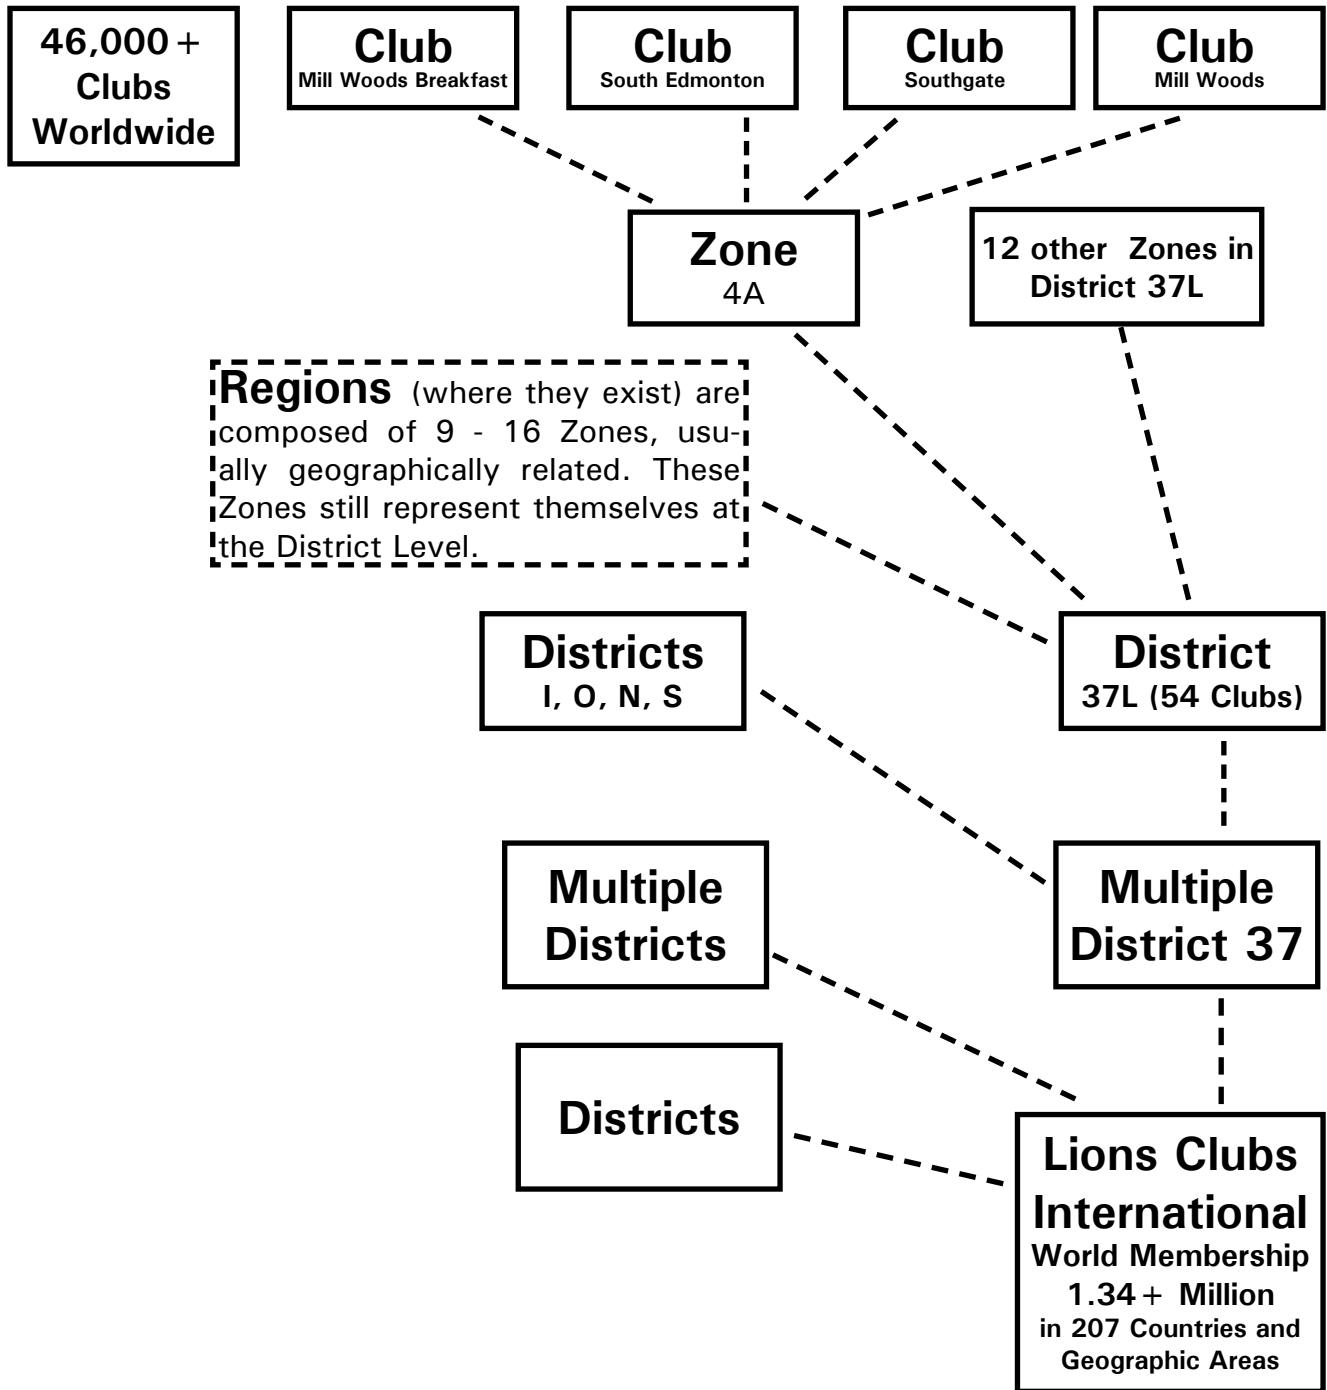 46,000+
Clubs
Worldwide
Club
Mill Woods Breakfast
Club
South Edmonton
Club
Southgate
Club
Mill Woods
Zone
4A
12 other Zones in
District 37L
Regions (where they exist) are
composed of 9 - 16 Zones, usu-
ally geographically related. These
Zones still represent themselves at
the District Level.
Districts
I, O, N, S
District
37L (54 Clubs)
Multiple
Districts
Multiple
District 37
Districts
Lions Clubs
International
World Membership
1.34+ Million
in 207 Countries and
Geographic Areas